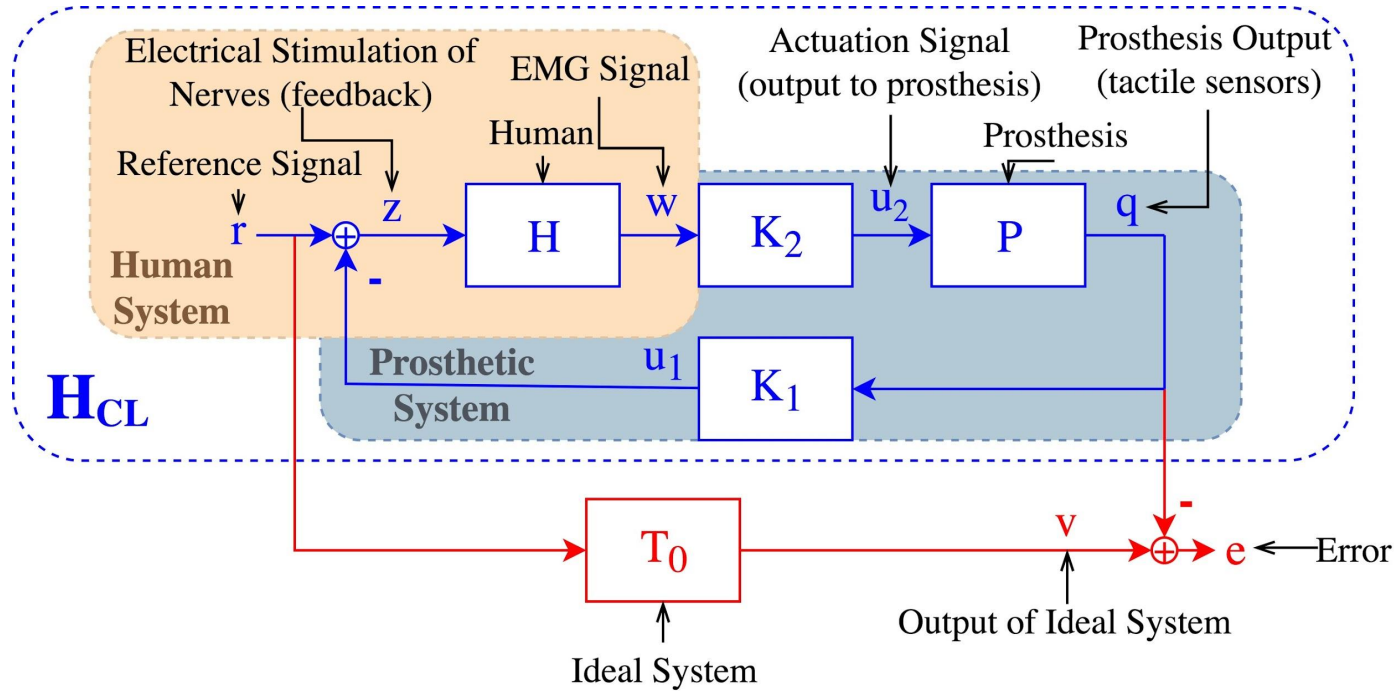 Electrical Stimulation of
Nerves (feedback)
EMG Signal
Actuation Signal
(output to prosthesis)
Prosthesis Output
(tactile sensors)
Human
Prosthesis
Reference Signal
r
z
H
w
K2
u2
P
q
-
Human
System
Prosthetic
System
u1
K1
HCL
T0
v
-
e
Error
Output of Ideal System
Ideal System